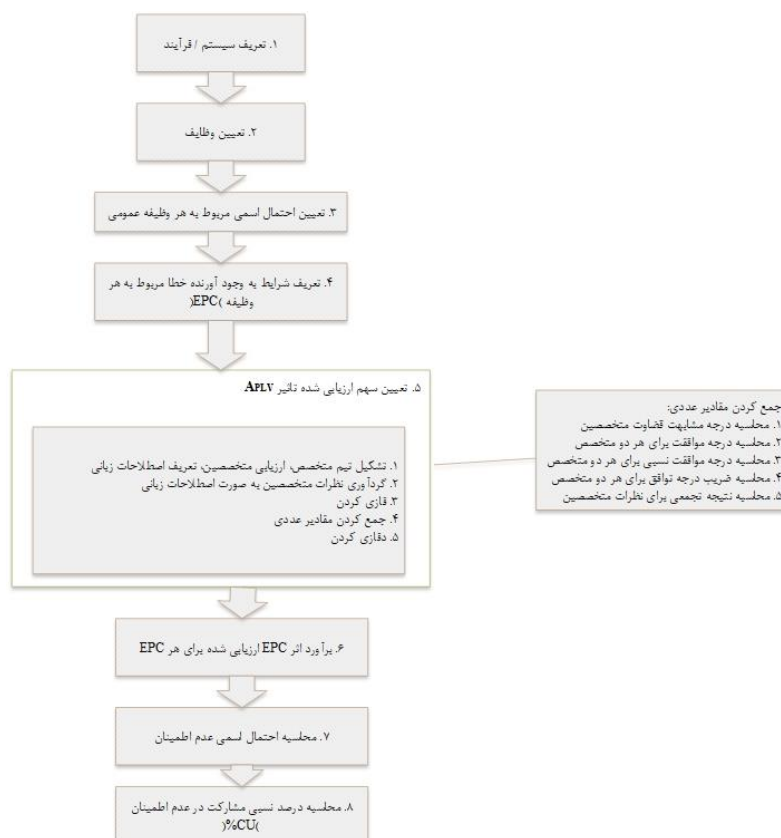 ۱. تعریف سیستم / فرآیند
۲. تعیین وظایف
۳. تعیین احتمال اسمی مربوط به هر وظیفه عمومی
۴. تعریف شرایط به وجود آورنده خطا مربوط به هر
وظیفه )EPC(
۵. تعیین سهم ارزیابی شده تاثیر APLV
۱. تشکیل تیم متخصص، ارزیابی متخصصین، تعریف اصطلاحات زبانی
۲. گردآوری نظرات متخصصین به صورت اصطلاحات زبانی
۳. فازی کردن
۴. جمع کردن مقادیر عددی
۵. دفازی کردن
جمع کردن مقادیر عددی:
۱. محاسبه درجه مشابهت قضاوت متخصصین
۲. محاسبه درجه موافقت برای هر دو متخصص
۳. محاسبه درجه موافقت نسبی برای هر دو متخصص
۴. محاسبه ضریب درجه توافق برای هر دو متخصص
۵. محاسبه نتیجه تجمعی برای نظرات متخصصین
۶. برآورد اثر EPC ارزیابی شده برای هر EPC
۷. محاسبه احتمال اسمی عدم اطمینان
۸. محاسبه درصد نسبی مشارکت در عدم اطمینان
)%CU(